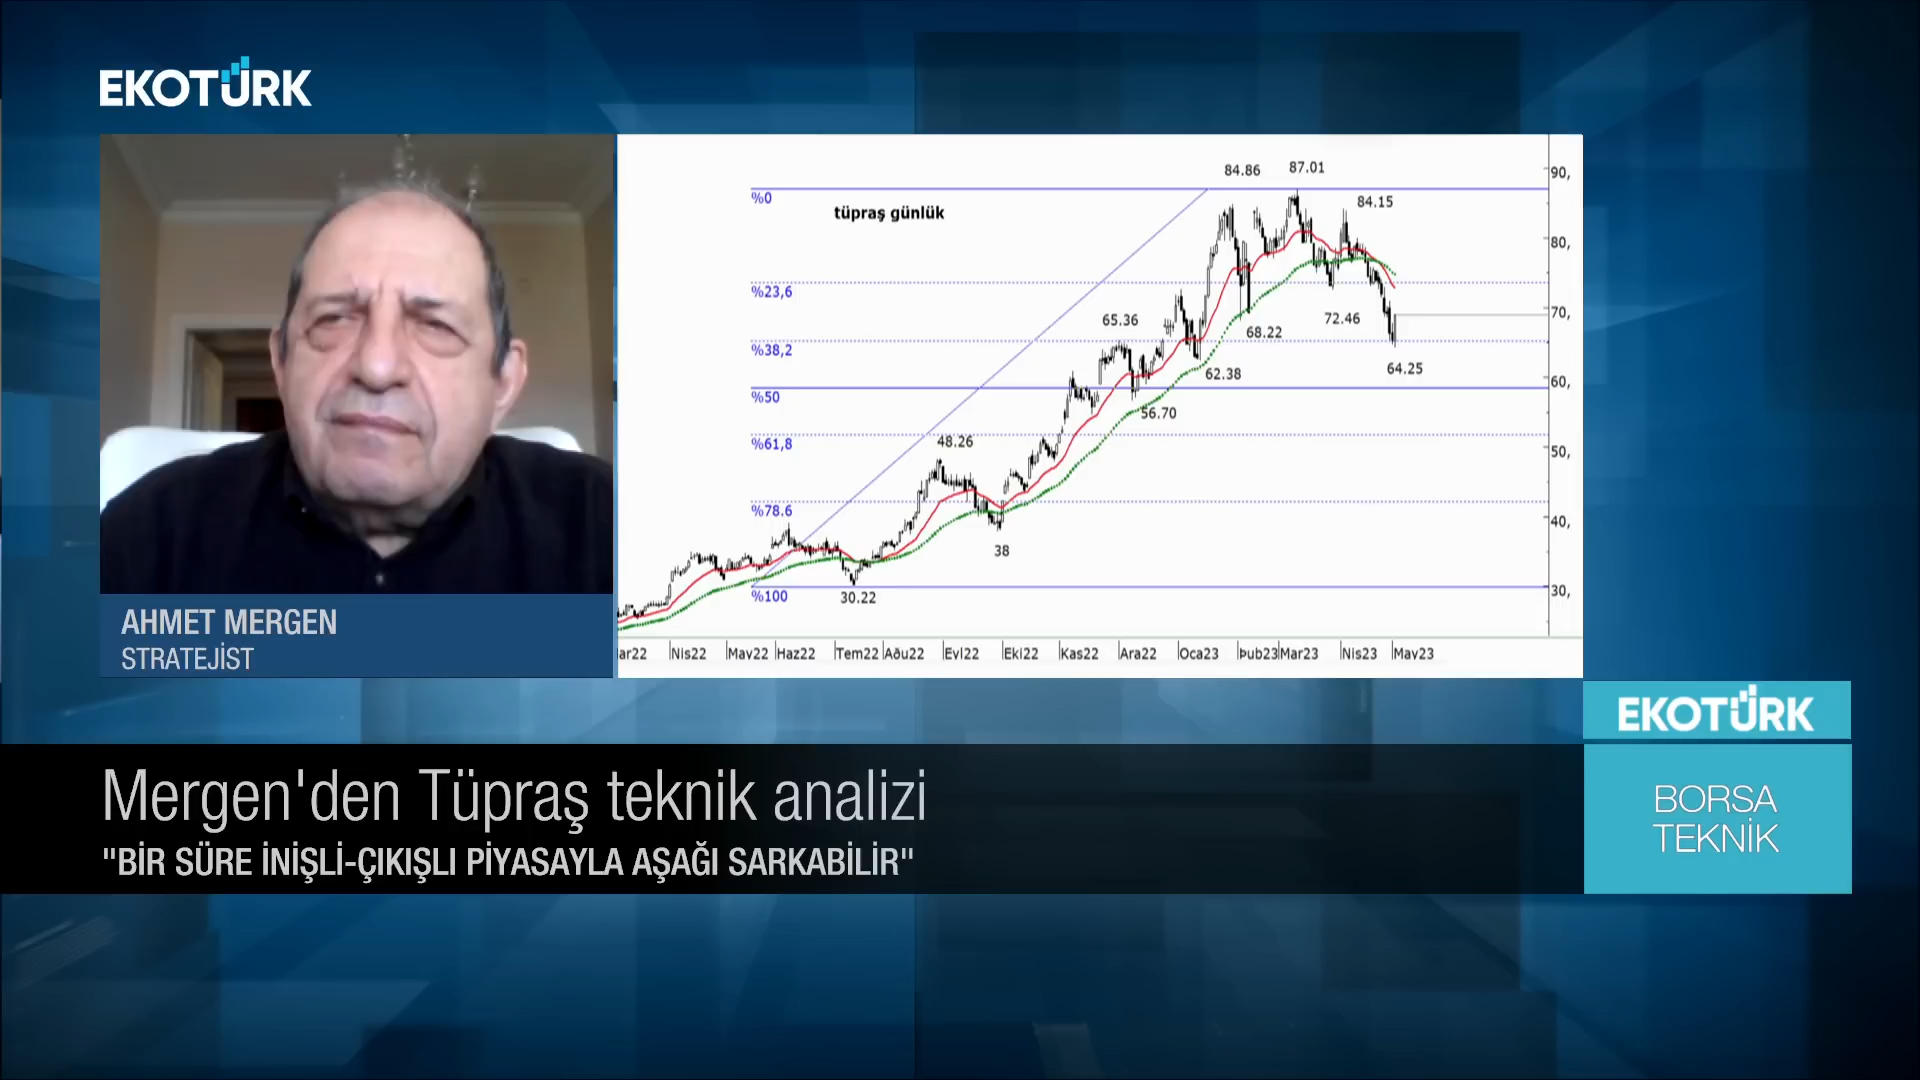 EKOTÜRK
AHMET MERGEN
STRATEJİST
tüpraş günlük
84.86
87.01
84.15
65.36
68.22
72.46
64.25
62.38
56.70
48.26
38
30.22
%0
%23,6
%38,2
%50
%61,8
%78.6
%100
90,
80,
70,
60,
50,
40,
30,
ar22 Nis22 May22 Haz22 Tem22 Aðu22 Eyl22 Eki22 Kas22 Ara22 Oca23 Þub23 Mar23 Nis23 May23
EKOTÜRK
BORSA
TEKNİK
Mergen'den Tüpraş teknik analizi
"BİR SÜRE İNİŞLİ-ÇIKIŞLI PİYASAYLA AŞAĞI SARKABİLİR"